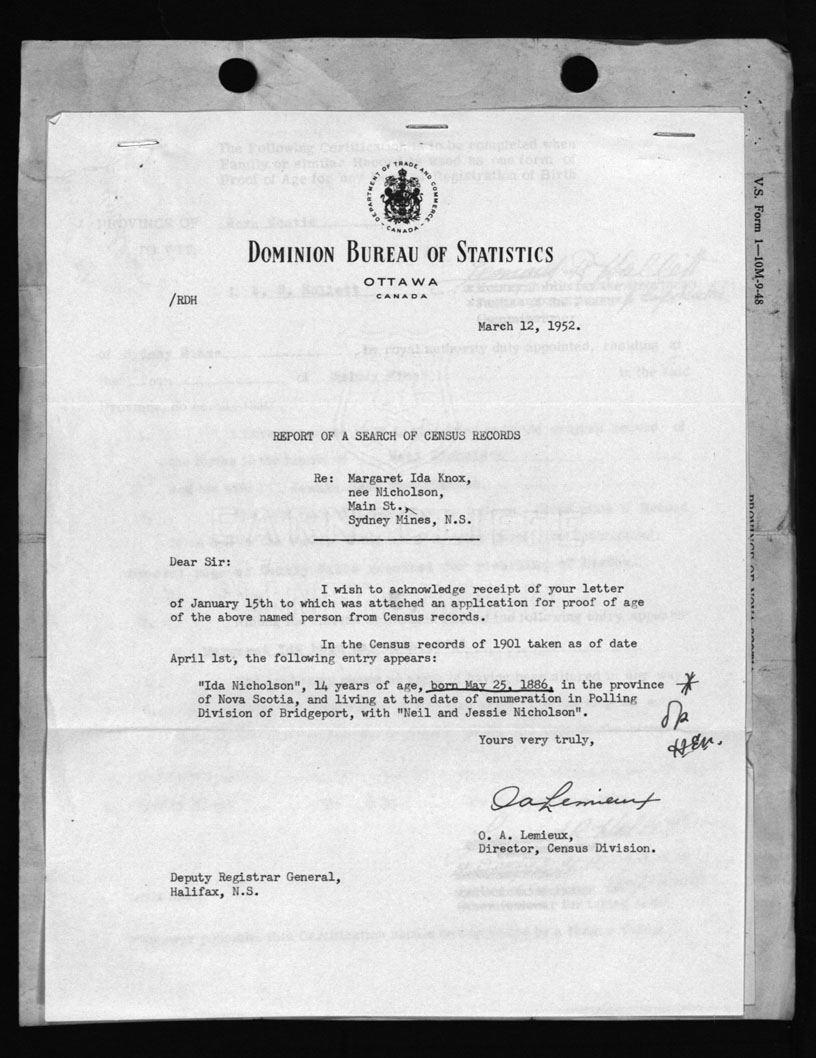 V.S. Form 1—10M-9-48
DEPARTMENT OF TRADE AND COMMERCE
CANADA
DOMINION BUREAU OF STATISTICS
OTTAWA
CANADA
/RDH
March 12, 1952.
REPORT OF A SEARCH OF CENSUS RECORDS
Re: Margaret Ida Knox,
nee Nicholson,
Main St.,
Sydney Mines, N.S.
Dear Sir:
I wish to acknowledge receipt of your letter
of January 15th to which was attached an application for proof of age
of the above named person from Census records.
In the Census records of 1901 taken as of date
April 1st, the following entry appears:
"Ida Nicholson", 14 years of age, born May 25, 1886, in the province
of Nova Scotia, and living at the date of enumeration in Polling
Division of Bridgeport, with "Neil and Jessie Nicholson".
Yours very truly,
OALemieux
O. A. Lemieux,
Director, Census Division.
Deputy Registrar General,
Halifax, N.S.